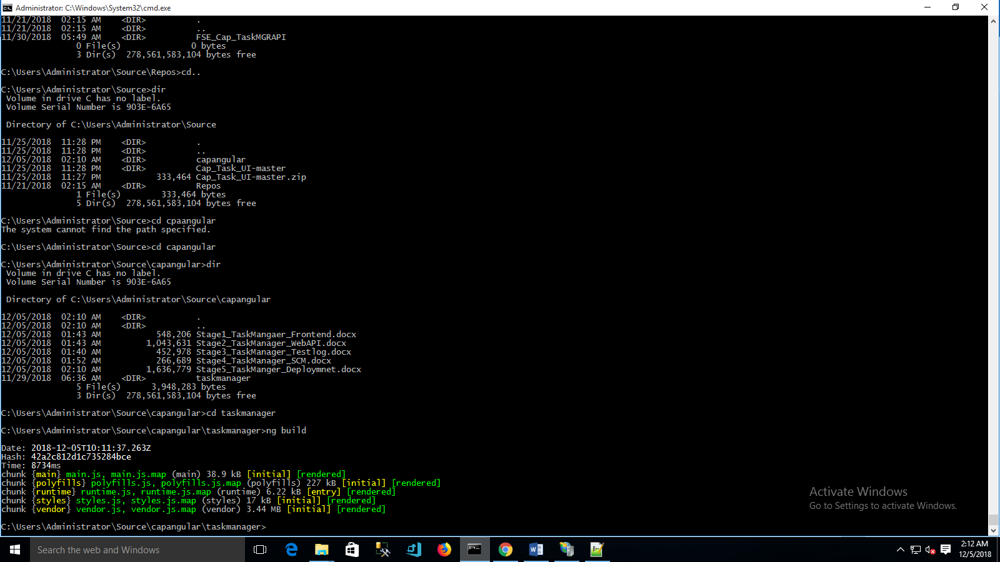 Administrator: C:\Windows\System32\cmd.exe
11/21/2018  02:15 AM    <DIR>          .
11/21/2018  02:15 AM    <DIR>          ..
11/30/2018  05:49 AM    <DIR>          FSE_Cap_TaskMGRAPI
               0 File(s)              0 bytes
               3 Dir(s)  278,561,583,104 bytes free
C:\Users\Administrator\Source\Repos>cd..
C:\Users\Administrator\Source>dir
 Volume in drive C has no label.
 Volume Serial Number is 903E-6A65
 Directory of C:\Users\Administrator\Source
11/25/2018  11:28 PM    <DIR>          .
11/25/2018  11:28 PM    <DIR>          ..
12/05/2018  02:10 AM    <DIR>          capangular
11/25/2018  11:28 PM    <DIR>          Cap_Task_UI-master
11/25/2018  11:27 PM           333,464 Cap_Task_UI-master.zip
11/21/2018  02:15 AM    <DIR>          Repos
               1 File(s)        333,464 bytes
               5 Dir(s)  278,561,583,104 bytes free
C:\Users\Administrator\Source>cd cpaangular
The system cannot find the path specified.
C:\Users\Administrator\Source>cd capangular
C:\Users\Administrator\Source\capangular>dir
 Volume in drive C has no label.
 Volume Serial Number is 903E-6A65
 Directory of C:\Users\Administrator\Source\capangular
12/05/2018  02:10 AM    <DIR>          .
12/05/2018  02:10 AM    <DIR>          ..
12/05/2018  01:43 AM           548,206 Stage1_TaskMangaer_Frontend.docx
12/05/2018  01:43 AM         1,043,631 Stage2_TaskManager_WebAPI.docx
12/05/2018  01:40 AM           452,978 Stage3_TaskManager_Testlog.docx
12/05/2018  01:52 AM           266,689 Stage4_TaskManager_SCM.docx
12/05/2018  02:10 AM         1,636,779 Stage5_TaskManger_Deploymnet.docx
11/29/2018  06:36 AM    <DIR>          taskmanager
               5 File(s)      3,948,283 bytes
               3 Dir(s)  278,561,583,104 bytes free
C:\Users\Administrator\Source\capangular>cd taskmanager
C:\Users\Administrator\Source\capangular\taskmanager>ng build
Date: 2018-12-05T10:11:37.263Z
Hash: 42a2c812d1c735284bce
Time: 8734ms
chunk {main} main.js, main.js.map (main) 38.9 kB [initial] [rendered]
chunk {polyfills} polyfills.js, polyfills.js.map (polyfills) 227 kB [initial] [rendered]
chunk {runtime} runtime.js, runtime.js.map (runtime) 6.22 kB [entry] [rendered]
chunk {styles} styles.js, styles.js.map (styles) 17 kB [initial] [rendered]
chunk {vendor} vendor.js, vendor.js.map (vendor) 3.44 MB [initial] [rendered]
C:\Users\Administrator\Source\capangular\taskmanager>
Activate Windows
Go to Settings to activate Windows.
Search the web and Windows
2:12 AM
12/5/2018